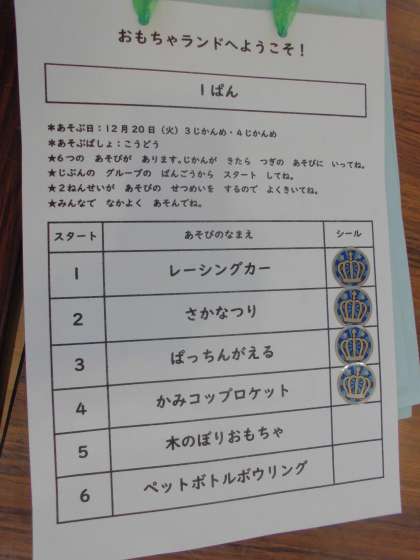 おもちゃランドへようこそ！
1ぱん
＊あそぶ日：12月20日（火）3じかんめ・4じかんめ
＊あそぶばしょ：こうどう
★6つの　あそびが　あります。じかんが　きたら　つぎの　あそびに　いってね。
★じぶんの　グループの　ばんごうから　スタート　してね。
★2ねんせいが　あそびの　せつめいを　するので　よくきいてね。
★みんなで　なかよく　あそんでね。
スタート　あそびのなまえ　シール
1　レーシングカー
2　さかなつり
3　ぱっちんがえる
4　かみコップロケット
5　木のぼりおもちゃ
6　ペットボトルボウリング